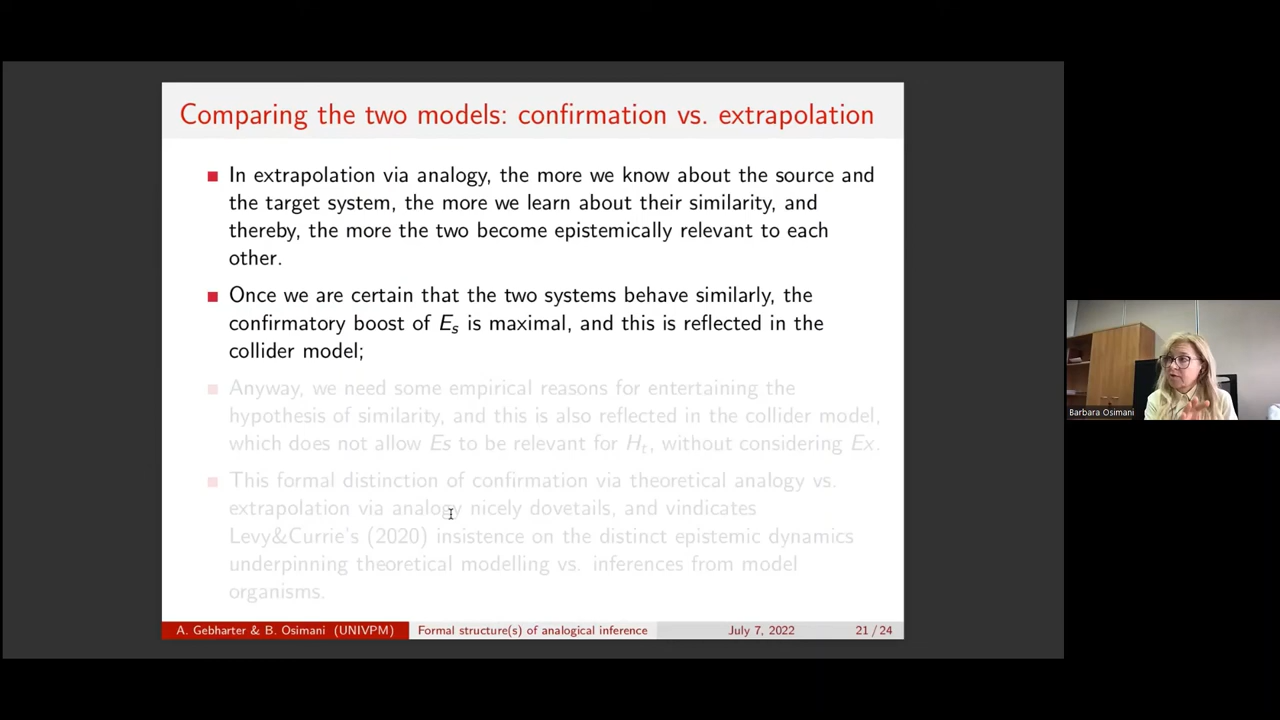 Comparing the two models: confirmation vs. extrapolation
In extrapolation via analogy, the more we know about the source and
the target system, the more we learn about their similarity, and
thereby, the more the two become epistemically relevant to each
other.
Once we are certain that the two systems behave similarly, the
confirmatory boost of Es is maximal, and this is reflected in the
collider model;
Anyway, we need some empirical reasons for entertaining the
hypothesis of similarity, and this is also reflected in the collider model,
which does not allow Es to be relevant for Ht, without considering Ex.
This formal distinction of confirmation via theoretical analogy vs.
extrapolation via analogy nicely dovetails, and vindicates
Levy&Currie's (2020) insistence on the distinct epistemic dynamics
underpinning theoretical modelling vs. inferences from model
organisms.
A. Gebharter & B. Osimani (UNIVPM) Formal structure(s) of analogical inference July 7, 2022 21 / 24
Barbara Osimani